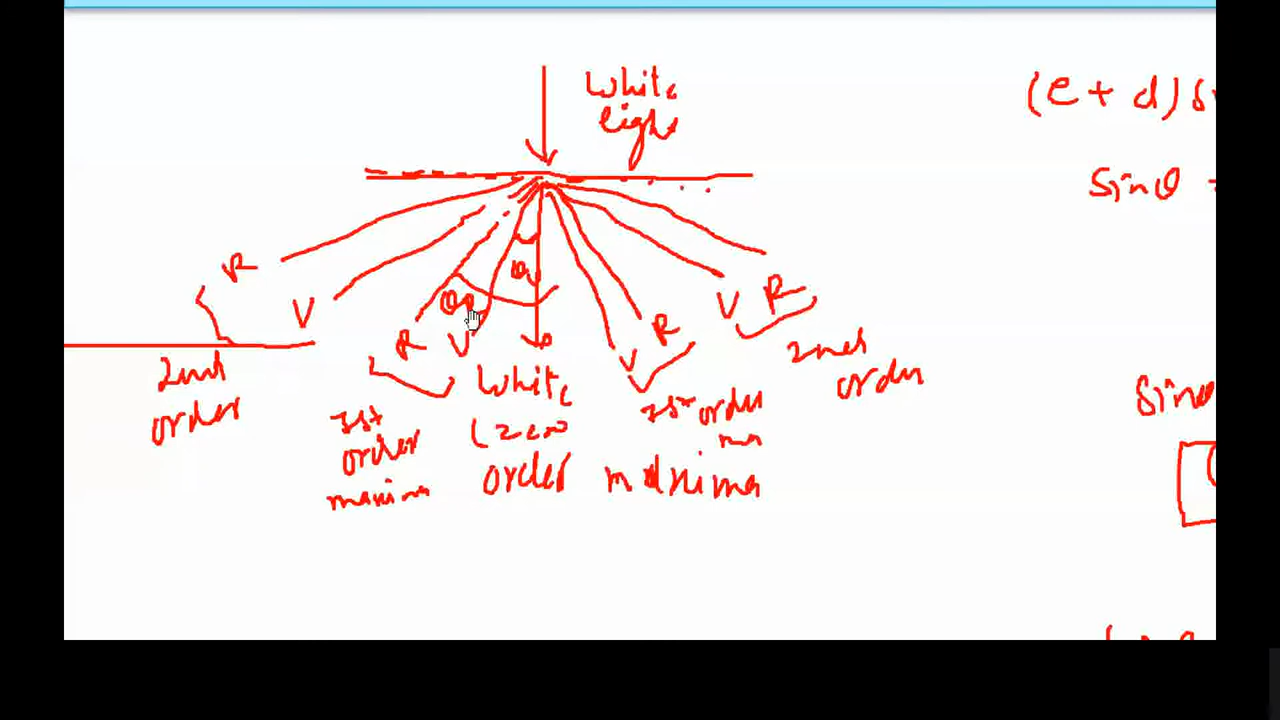 White
light
(e + d) s
sinθ =
R
V
2nd
order
R
V
1st
order
maxima
θR
θv
White
(zero
order maxima
V
R
1st order
V
R
2nd
order
sinθ